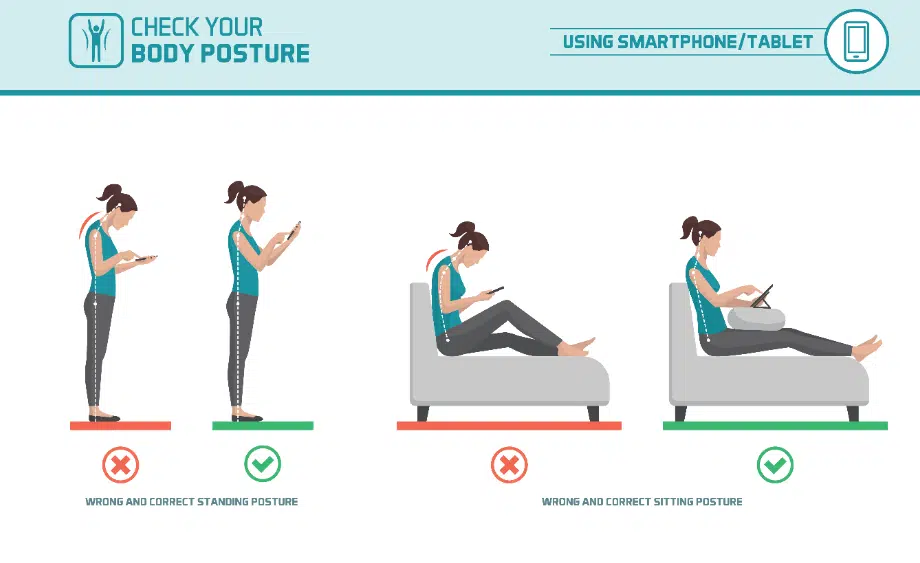 CHECK YOUR
BODY POSTURE
USING SMARTPHONE/TABLET
WRONG AND CORRECT STANDING POSTURE
WRONG AND CORRECT SITTING POSTURE